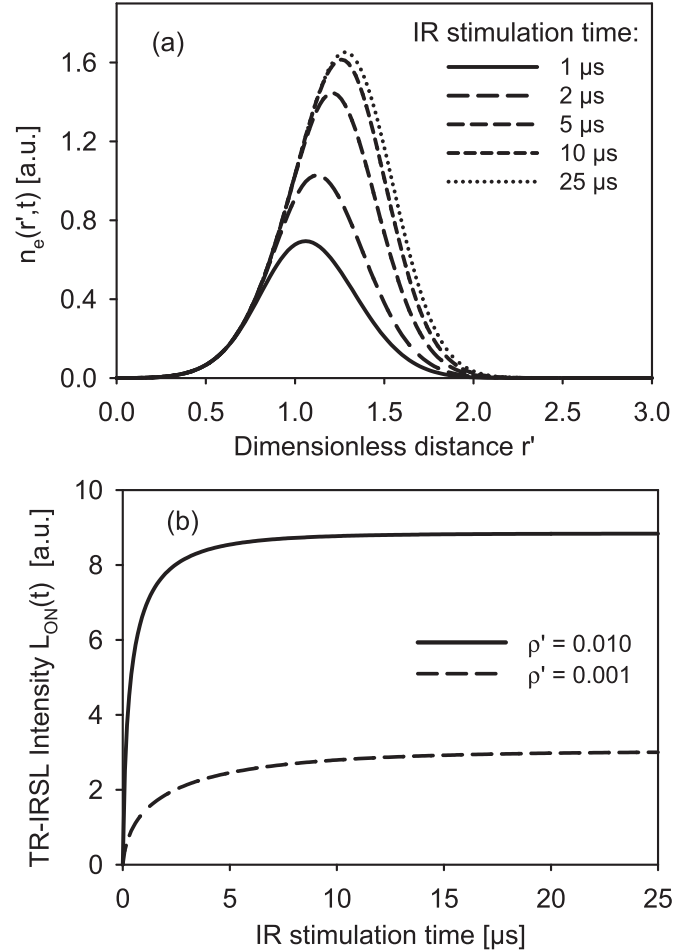 (a)
IR stimulation time:
1 µs
2 µs
5 µs
10 µs
25 µs
nₑ(r',t) [a.u.]
1.6
1.2
0.8
0.4
0.0
0.0 0.5 1.0 1.5 2.0 2.5 3.0
Dimensionless distance r'
(b)
TR-IRSL Intensity L_ON(t) [a.u.]
10
8
6
4
2
0
ρ' = 0.010
ρ' = 0.001
0 5 10 15 20 25
IR stimulation time [µs]